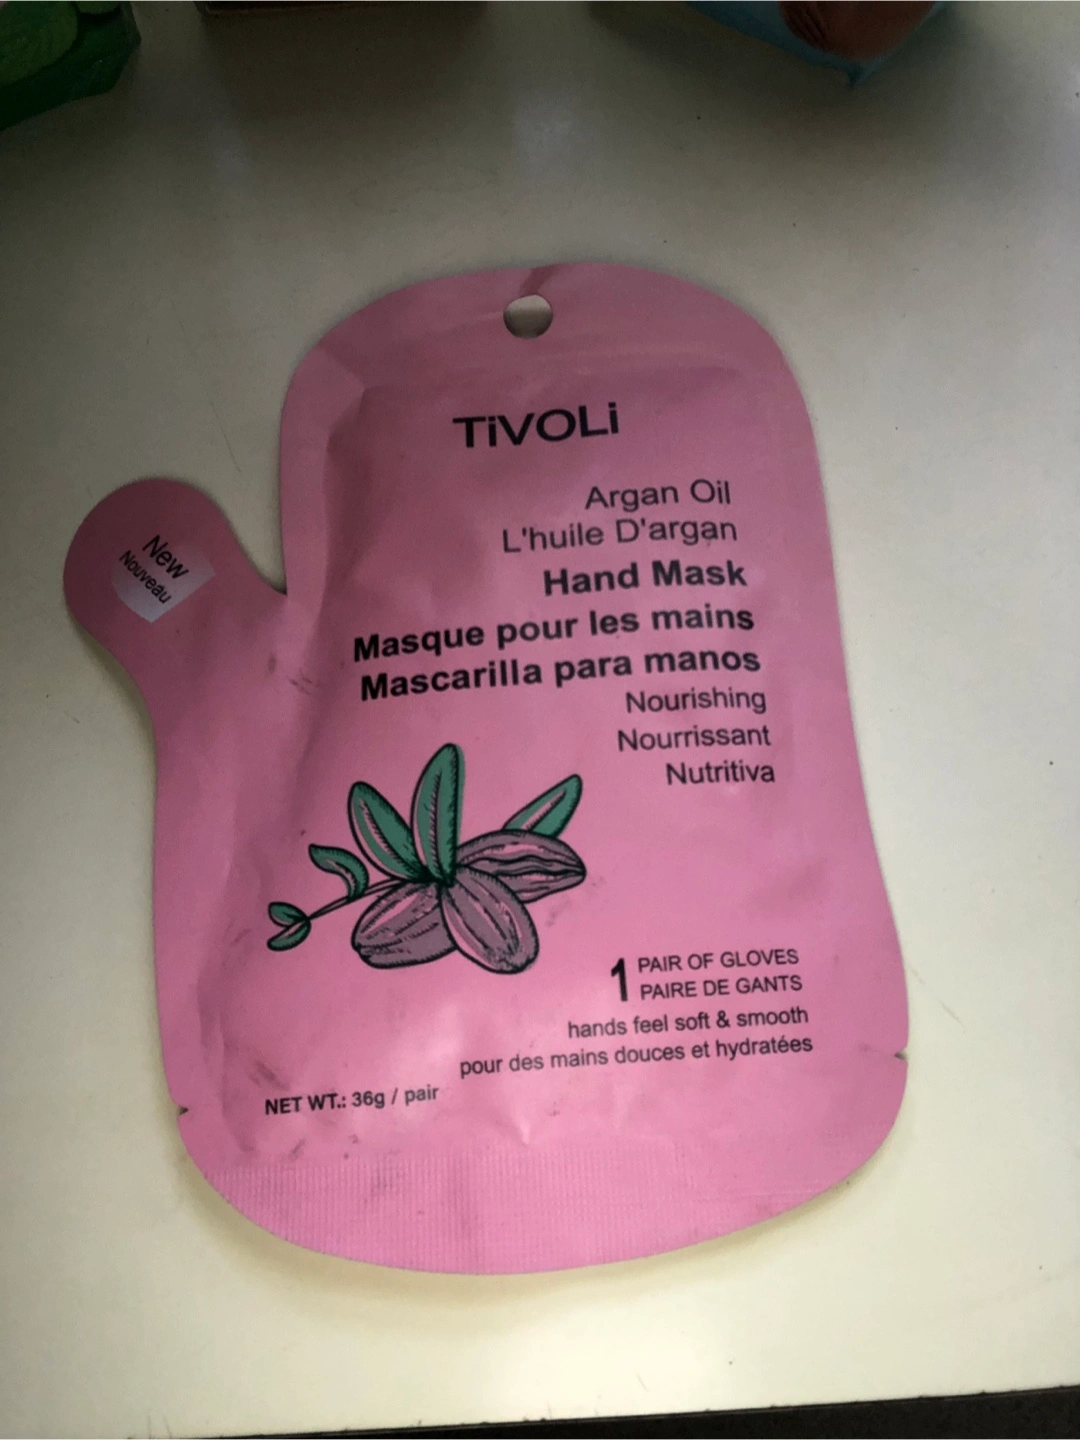 TiVOLi
Argan Oil
L'huile D'argan
Hand Mask
Masque pour les mains
Mascarilla para manos
Nourishing
Nourrissant
Nutritiva
New
Nouveau
1 PAIR OF GLOVES
PAIRE DE GANTS
hands feel soft & smooth
pour des mains douces et hydratées
NET WT.: 36g / pair